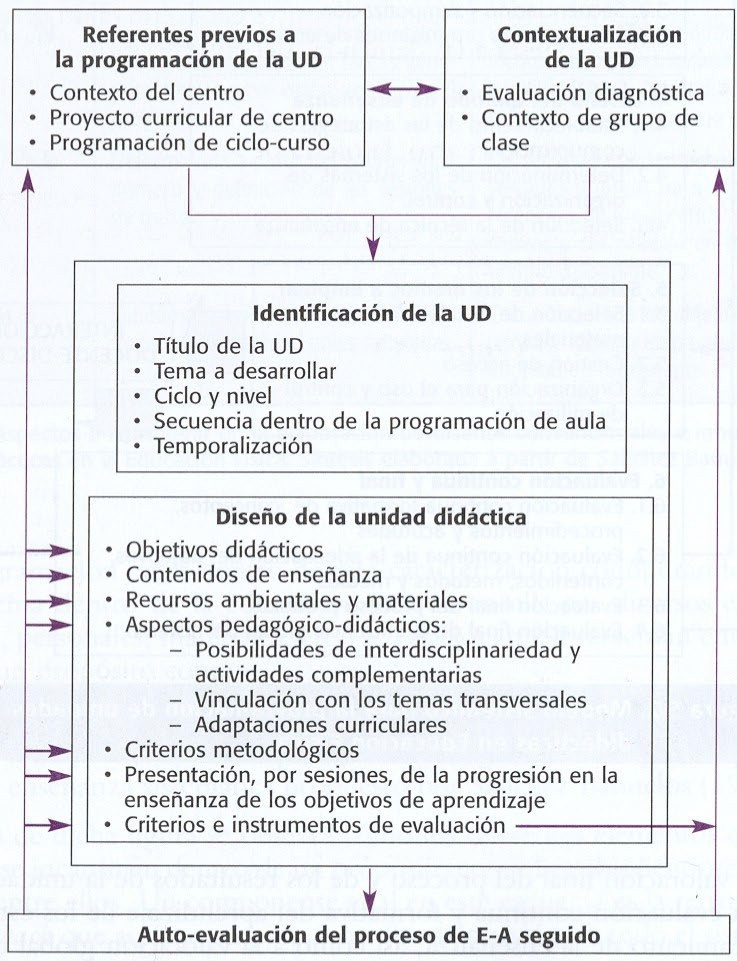 Referentes previos a
la programación de la UD
• Contexto del centro
• Proyecto curricular de centro
• Programación de ciclo-curso
Contextualización
de la UD
• Evaluación diagnóstica
• Contexto de grupo de
clase
Identificación de la UD
• Título de la UD
• Tema a desarrollar
• Ciclo y nivel
• Secuencia dentro de la programación de aula
• Temporalización
Diseño de la unidad didáctica
• Objetivos didácticos
• Contenidos de enseñanza
• Recursos ambientales y materiales
• Aspectos pedagógico-didácticos:
– Posibilidades de interdisciplinariedad y
actividades complementarias
– Vinculación con los temas transversales
– Adaptaciones curriculares
• Criterios metodológicos
• Presentación, por sesiones, de la progresión en la
enseñanza de los objetivos de aprendizaje
• Criterios e instrumentos de evaluación
Auto-evaluación del proceso de E-A seguido